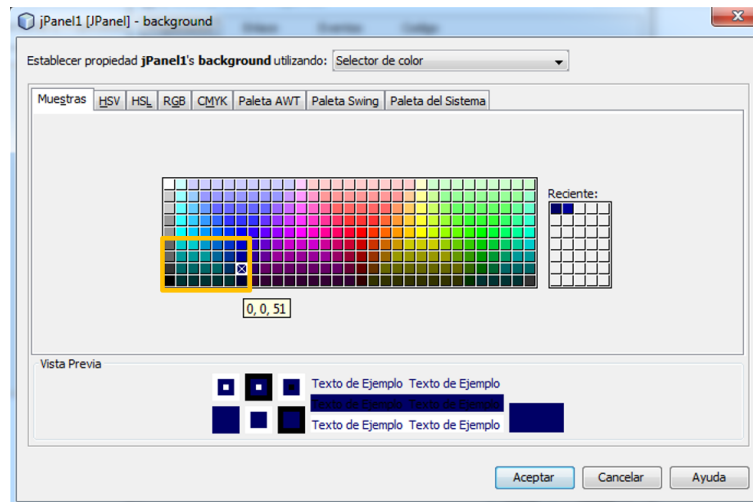 jPanel1 [JPanel] - background
Establecer propiedad jPanel1's background utilizando: Selector de color
Muestras HSV HSL RGB CMYK Paleta AWT Paleta Swing Paleta del Sistema
Reciente:
0, 0, 51
Vista Previa
Texto de Ejemplo Texto de Ejemplo
Texto de Ejemplo Texto de Ejemplo
Texto de Ejemplo Texto de Ejemplo
Aceptar Cancelar Ayuda